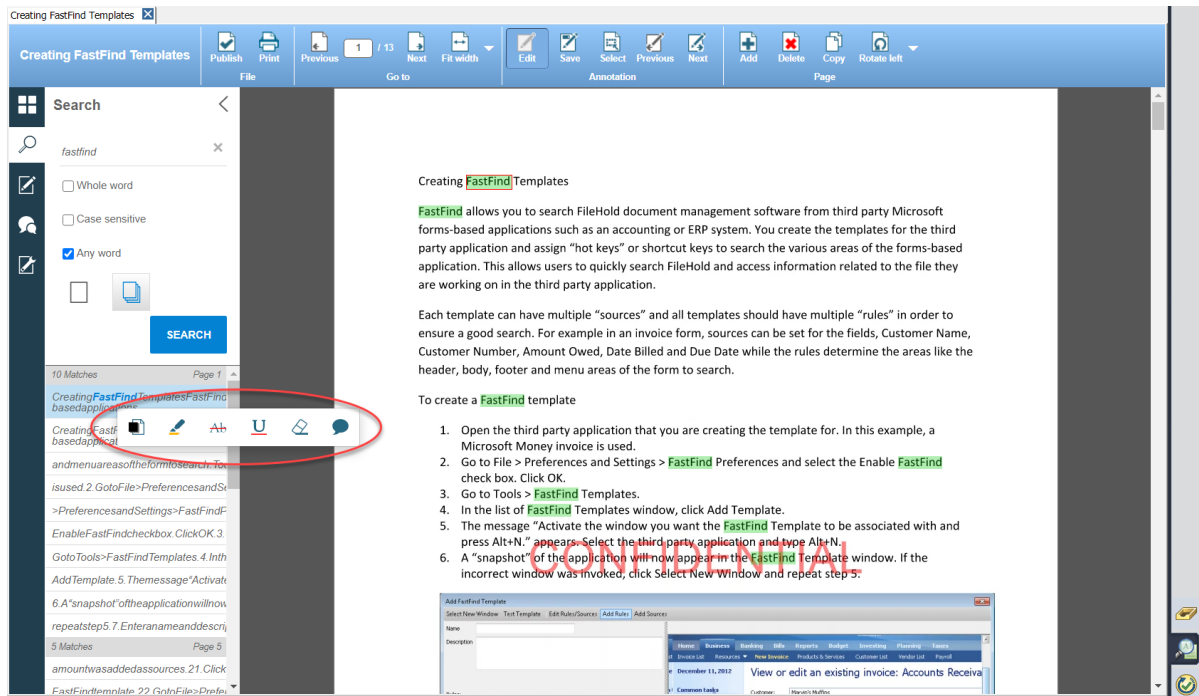 Creating FastFind Templates
Creating FastFind Templates
Publish Print Previous 1 / 13 Next Fit width Edit Save Select Previous Next Add Delete Copy Rotate left
File Go to Annotation Page
Search
fastfind
Whole word
Case sensitive
Any word
SEARCH
10 Matches Page 1
CreatingFastFindTemplatesFastFind
basedapplications
CreatingFastF
basedapplicat
andmenuareasoftheformtosearch.Toc
isused.2.GotoFile>PreferencesandSe
>PreferencesandSettings>FastFindP
EnableFastFindcheckbox.ClickOK.3.
GotoTools>FastFindTemplates.4.Inth
AddTemplate.5.Themessage"Activate
6.A"snapshot"oftheapplicationwillnow
repeatstep5.7.Enteranameanddescrip
5 Matches Page 5
amountwasaddedassources.21.Click
FastFindtemplate.22.GotoFile>Prefer
Ab U
Creating FastFind Templates
FastFind allows you to search FileHold document management software from third party Microsoft
forms-based applications such as an accounting or ERP system. You create the templates for the third
party application and assign “hot keys” or shortcut keys to search the various areas of the forms-based
application. This allows users to quickly search FileHold and access information related to the file they
are working on in the third party application.
Each template can have multiple “sources” and all templates should have multiple “rules” in order to
ensure a good search. For example in an invoice form, sources can be set for the fields, Customer Name,
Customer Number, Amount Owed, Date Billed and Due Date while the rules determine the areas like the
header, body, footer and menu areas of the form to search.
To create a FastFind template
1. Open the third party application that you are creating the template for. In this example, a
Microsoft Money invoice is used.
2. Go to File > Preferences and Settings > FastFind Preferences and select the Enable FastFind
check box. Click OK.
3. Go to Tools > FastFind Templates.
4. In the list of FastFind Templates window, click Add Template.
5. The message “Activate the window you want the FastFind Template to be associated with and
press Alt+N.” appears. Select the third party application and type Alt+N.
6. A “snapshot” of the application will now appear in the FastFind Template window. If the
incorrect window was invoked, click Select New Window and repeat step 5.
CONFIDENTIAL
Add FastFind Template
Select New Window Test Template Edit Rules/Sources Add Rules Add Sources
Name
Description
Home Business Banking Bills Reports Budget Investing Planning Taxes
Invoice List Resources New Invoice Products & Services Customer List Vendor List Payroll
December 11, 2012 View or edit an existing invoice: Accounts Receiva
Common tasks Customer: Marvin's Muffins